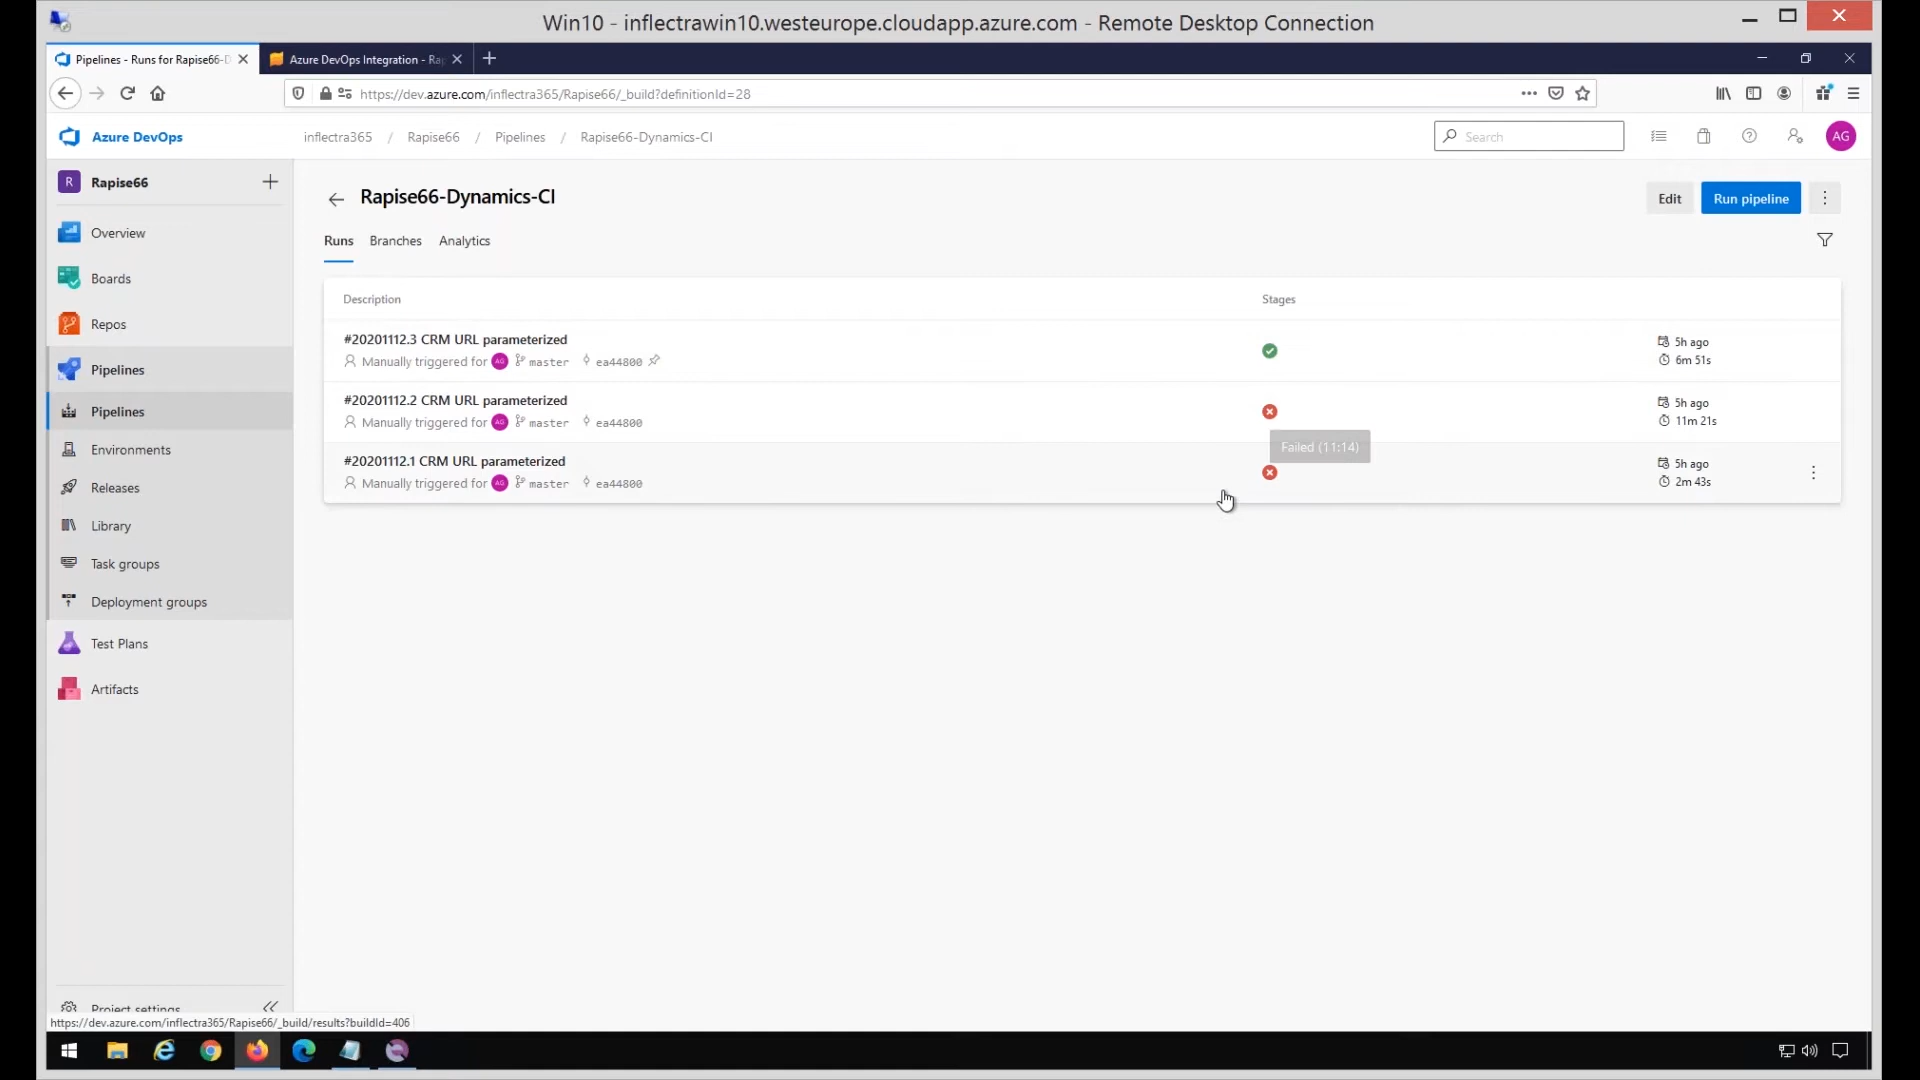 Win10 - inflectrawin10.westeurope.cloudapp.azure.com - Remote Desktop Connection
Pipelines - Runs for Rapise66-D
Azure DevOps Integration - Ra
https://dev.azure.com/inflectra365/Rapise66/_build?definitionId=28
Azure DevOps
inflectra365 / Rapise66 / Pipelines / Rapise66-Dynamics-CI
Search
AG
R Rapise66
Overview
Boards
Repos
Pipelines
Pipelines
Environments
Releases
Library
Task groups
Deployment groups
Test Plans
Artifacts
Project settings
Rapise66-Dynamics-CI
Edit
Run pipeline
Runs Branches Analytics
Description Stages
#20201112.3 CRM URL parameterized
Manually triggered for AG master ea44800
5h ago
6m 51s
#20201112.2 CRM URL parameterized
Manually triggered for AG master ea44800
5h ago
11m 21s
Failed (11:14)
#20201112.1 CRM URL parameterized
Manually triggered for AG master ea44800
5h ago
2m 43s
https://dev.azure.com/inflectra365/Rapise66/_build/results?buildId=406